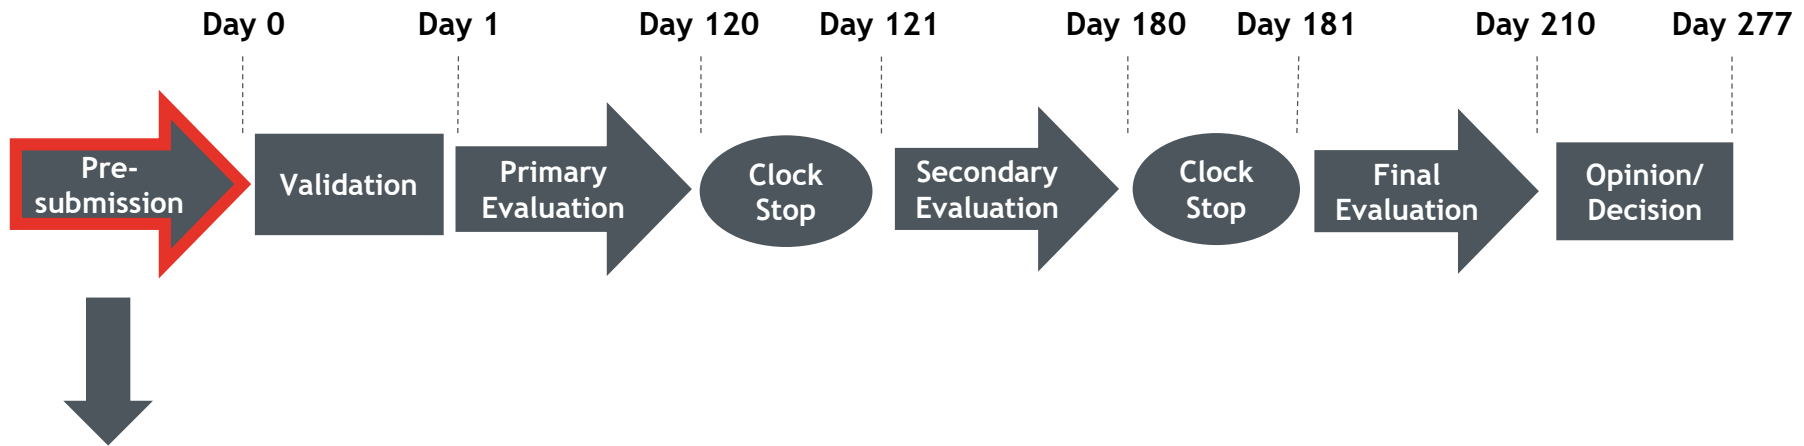 Day 0
Day 1
Day 120
Day 121
Day 180
Day 181
Day 210
Day 277
Pre-
submission
Validation
Primary
Evaluation
Clock
Stop
Secondary
Evaluation
Clock
Stop
Final
Evaluation
Opinion/
Decision